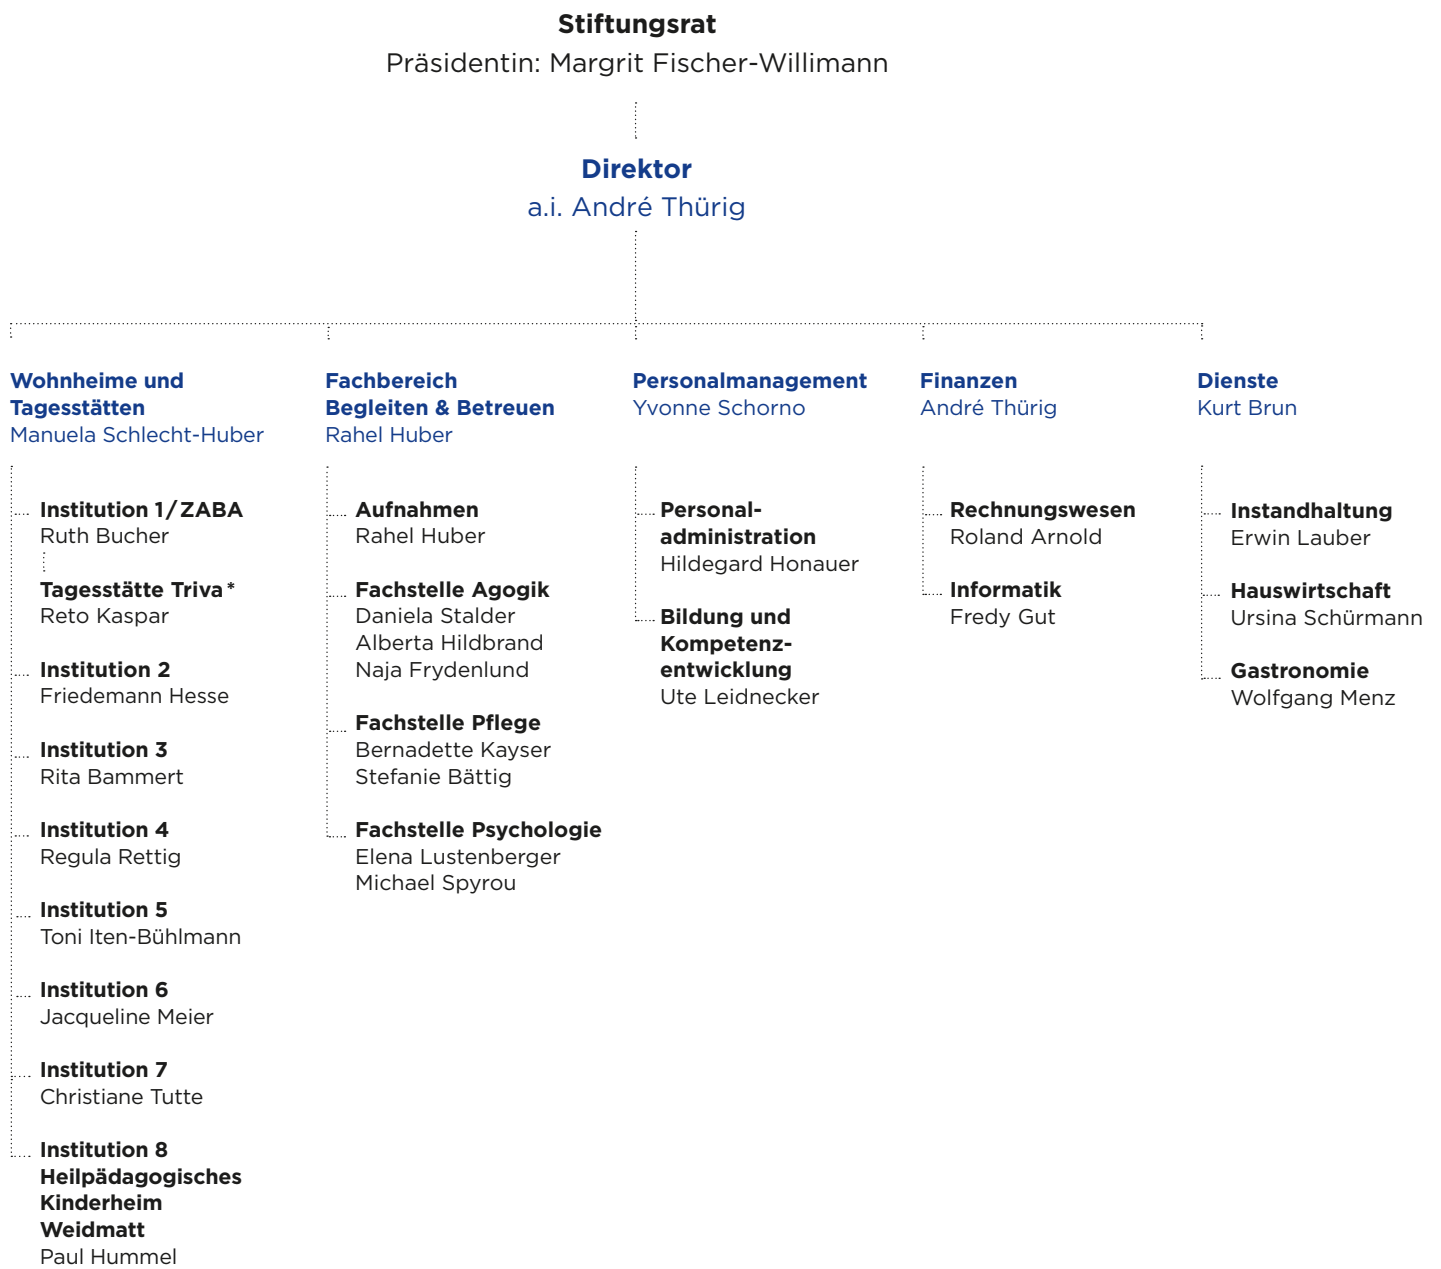 Stiftungsrat
Präsidentin: Margrit Fischer-Willimann
Direktor
a.i. André Thürig
Wohnheime und
Tagesstätten
Manuela Schlecht-Huber
Institution 1/ZABA
Ruth Bucher
Tagesstätte Triva*
Reto Kaspar
Institution 2
Friedemann Hesse
Institution 3
Rita Bammert
Institution 4
Regula Rettig
Institution 5
Toni Iten-Bühlmann
Institution 6
Jacqueline Meier
Institution 7
Christiane Tutte
Institution 8
Heilpädagogisches
Kinderheim
Weidmatt
Paul Hummel
Fachbereich
Begleiten & Betreuen
Rahel Huber
Aufnahmen
Rahel Huber
Fachstelle Agogik
Daniela Stalder
Alberta Hildbrand
Naja Frydenlund
Fachstelle Pflege
Bernadette Kayser
Stefanie Bättig
Fachstelle Psychologie
Elena Lustenberger
Michael Spyrou
Personalmanagement
Yvonne Schorno
Personal-
administration
Hildegard Honauer
Bildung und
Kompetenz-
entwicklung
Ute Leidnecker
Finanzen
André Thürig
Rechnungswesen
Roland Arnold
Informatik
Fredy Gut
Dienste
Kurt Brun
Instandhaltung
Erwin Lauber
Hauswirtschaft
Ursina Schürmann
Gastronomie
Wolfgang Menz